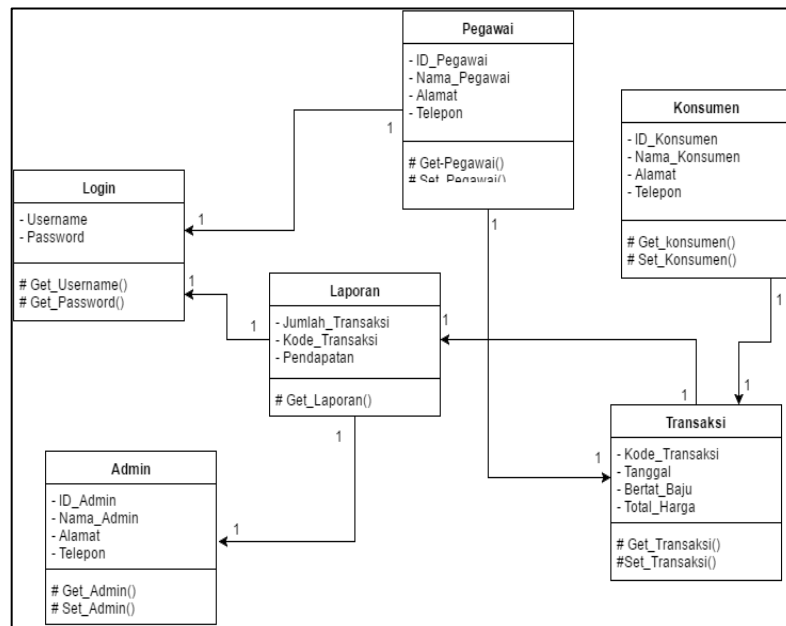 Pegawai
- ID_Pegawai
- Nama_Pegawai
- Alamat
- Telepon
# Get-Pegawai()
# Set_Pegawai()
1
1
Konsumen
- ID_Konsumen
- Nama_Konsumen
- Alamat
- Telepon
# Get_konsumen()
# Set_Konsumen()
1
Login
- Username
- Password
# Get_Username()
# Get_Password()
1
1
Laporan
- Jumlah_Transaksi
- Kode_Transaksi
- Pendapatan
# Get_Laporan()
1
1
1
Admin
- ID_Admin
- Nama_Admin
- Alamat
- Telepon
# Get_Admin()
# Set_Admin()
1
Transaksi
- Kode_Transaksi
- Tanggal
- Bertat_Baju
- Total_Harga
# Get_Transaksi()
#Set_Transaksi()
1
1
1